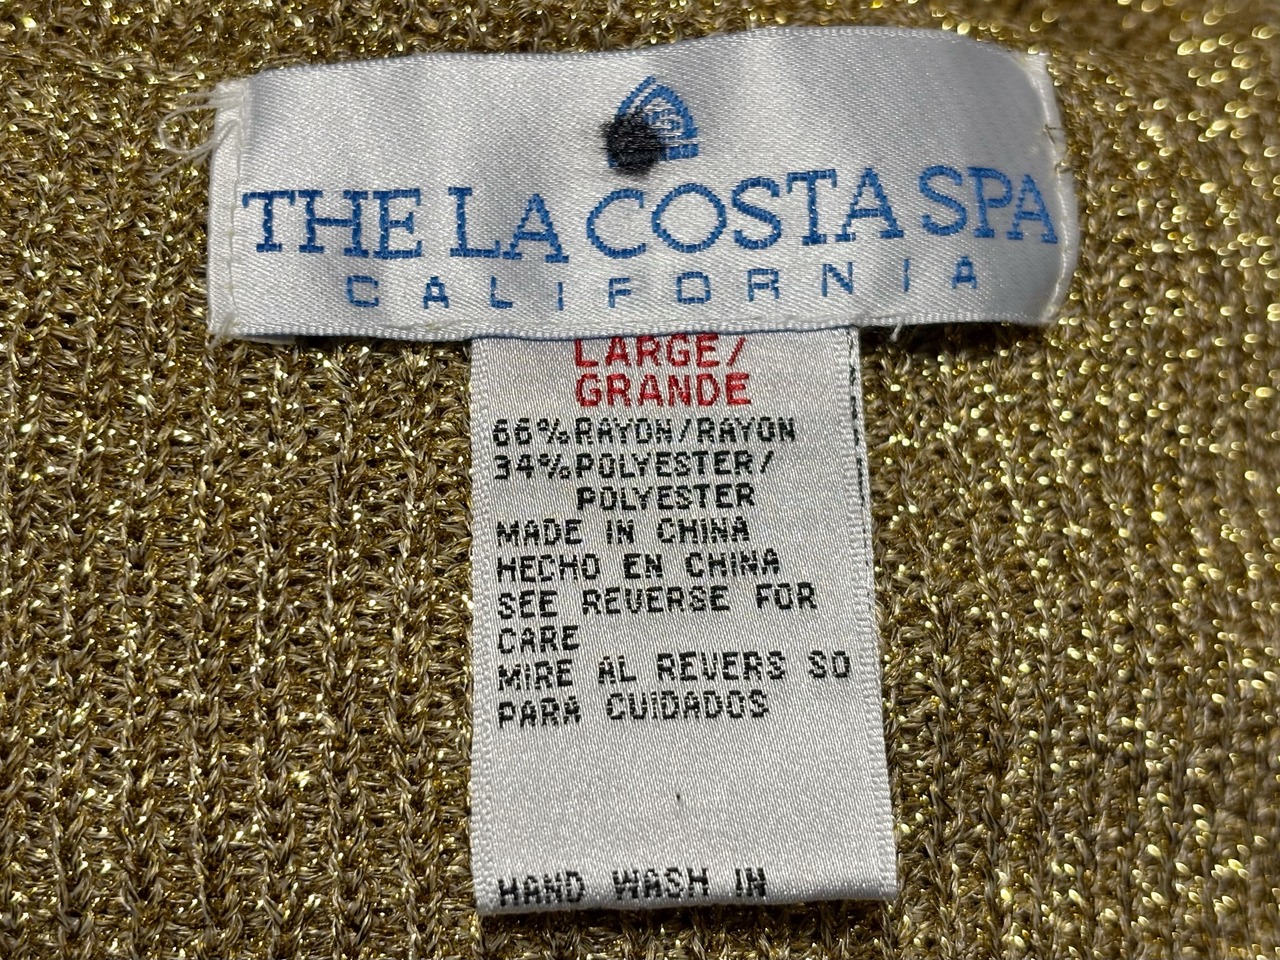 THE LA COSTA SPA
CALIFORNIA
LARGE/
GRANDE
66%RAYON/RAYON
34%POLYESTER/
POLYESTER
MADE IN CHINA
HECHO EN CHINA
SEE REVERSE FOR
CARE
MIRE AL REVERS SO
PARA CUIDADOS
HAND WASH IN